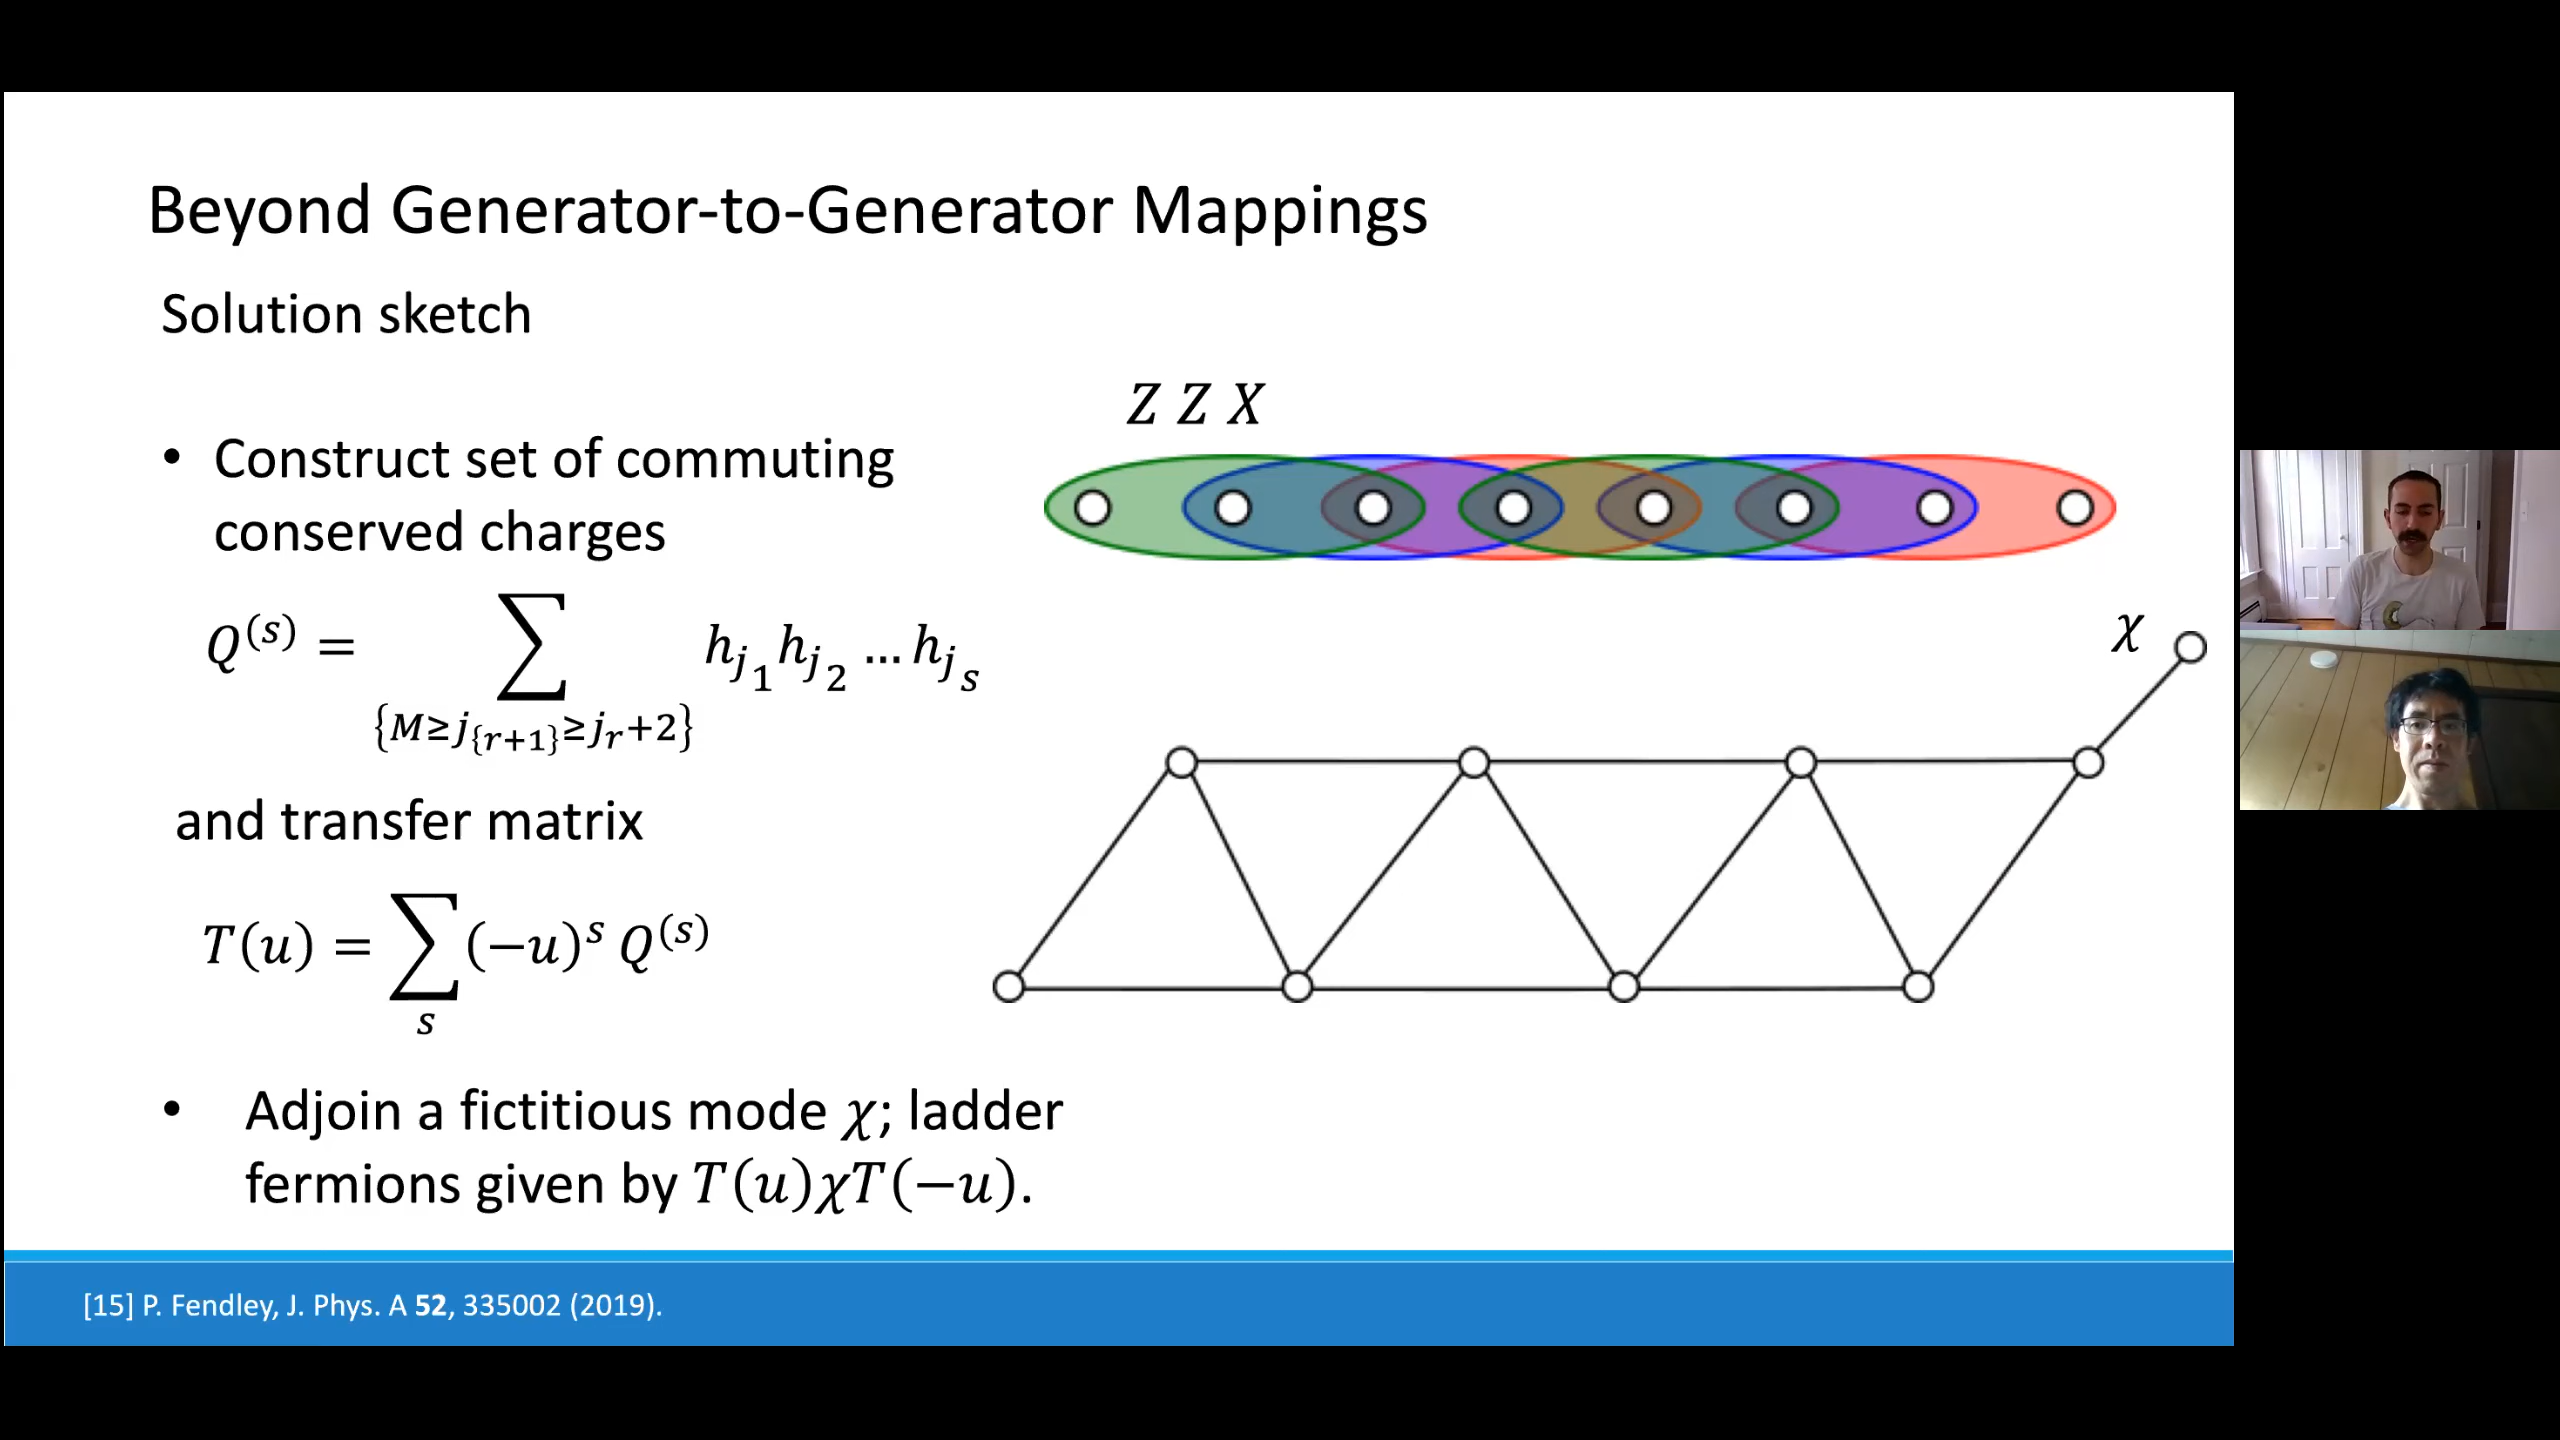 Beyond Generator-to-Generator Mappings
Solution sketch
• Construct set of commuting
conserved charges
Q^{(s)} = ∑_{\{M≥j_{\{r+1\}}≥j_r+2\}} h_{j_1} h_{j_2} … h_{j_s}
and transfer matrix
T(u) = ∑_s (−u)^s Q^{(s)}
• Adjoin a fictitious mode χ; ladder
fermions given by T(u)χT(−u).
Z Z X
χ
[15] P. Fendley, J. Phys. A 52, 335002 (2019).